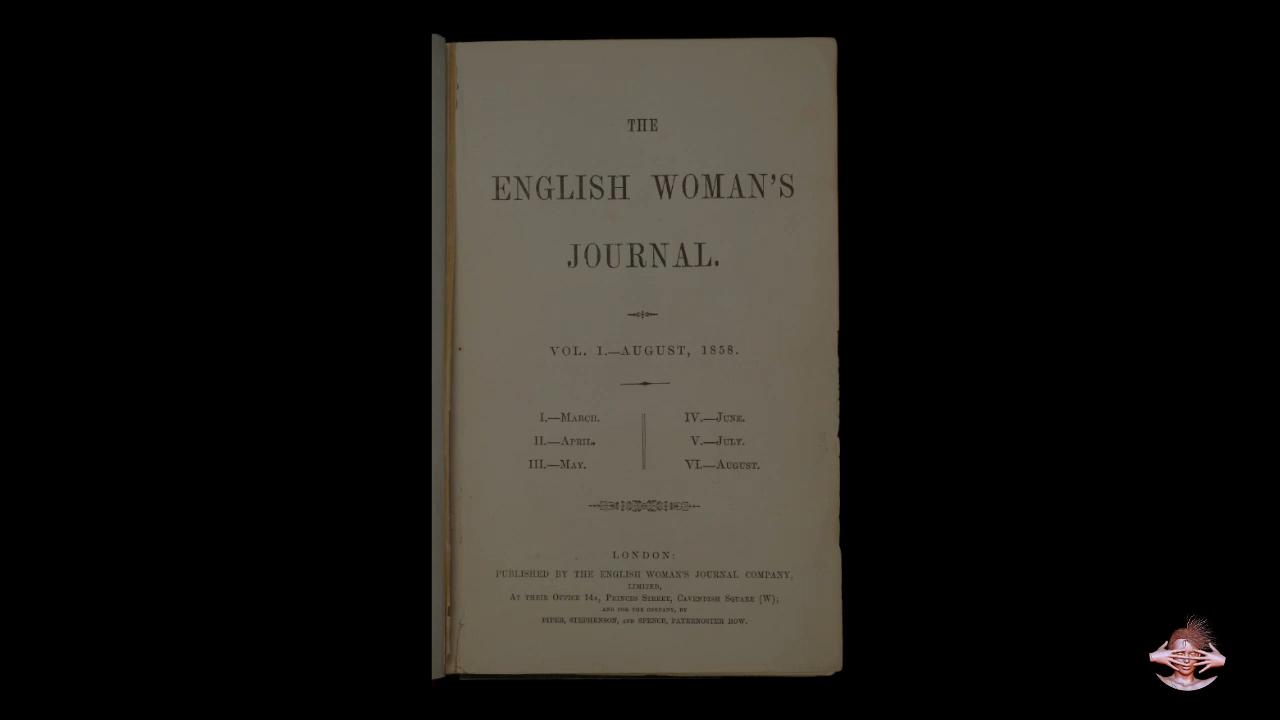 THE
ENGLISH WOMAN'S
JOURNAL.
VOL. I.—AUGUST, 1858.
I.—MARCH.
II.—APRIL.
III.—MAY.
IV.—JUNE.
V.—JULY.
VI.—AUGUST.
LONDON:
PUBLISHED BY THE ENGLISH WOMAN'S JOURNAL COMPANY,
LIMITED,
AT THEIR OFFICE 14A, PRINCES STREET, CAVENDISH SQUARE (W);
AND FOR THE COMPANY, BY
PIPER, STEPHENSON, AND SPENCE, PATERNOSTER ROW.